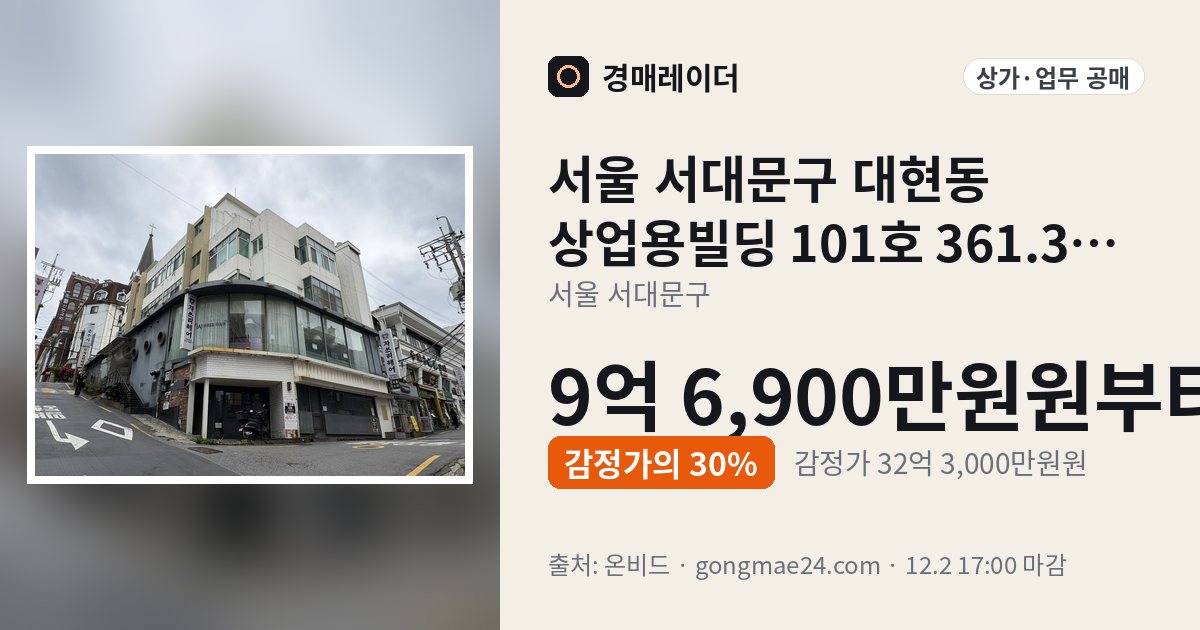 경매레이더
상가·업무 공매
서울 서대문구 대현동
상업용빌딩 101호 361.3…
서울 서대문구
9억 6,900만원원부터
감정가의 30%
감정가 32억 3,000만원원
출처: 온비드 · gongmae24.com · 12.2 17:00 마감